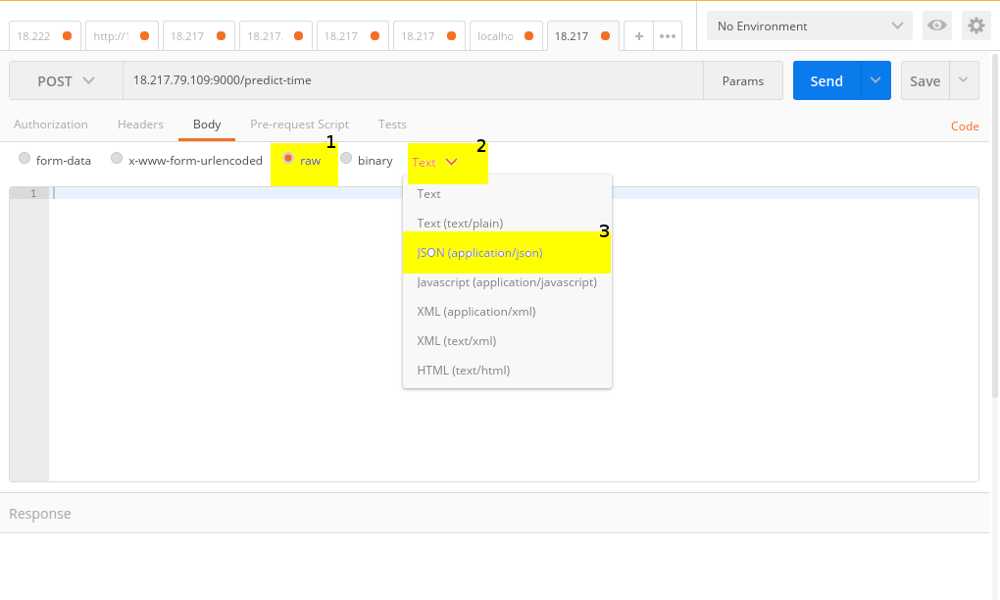 18.222 http:// 18.217 18.217. 18.217 18.217 localho 18.217 + ••• No Environment
POST 18.217.79.109:9000/predict-time Params Send Save
Authorization Headers Body Pre-request Script Tests Code
form-data x-www-form-urlencoded raw 1 binary Text 2
1
Text
Text (text/plain)
JSON (application/json) 3
Javascript (application/javascript)
XML (application/xml)
XML (text/xml)
HTML (text/html)
Response